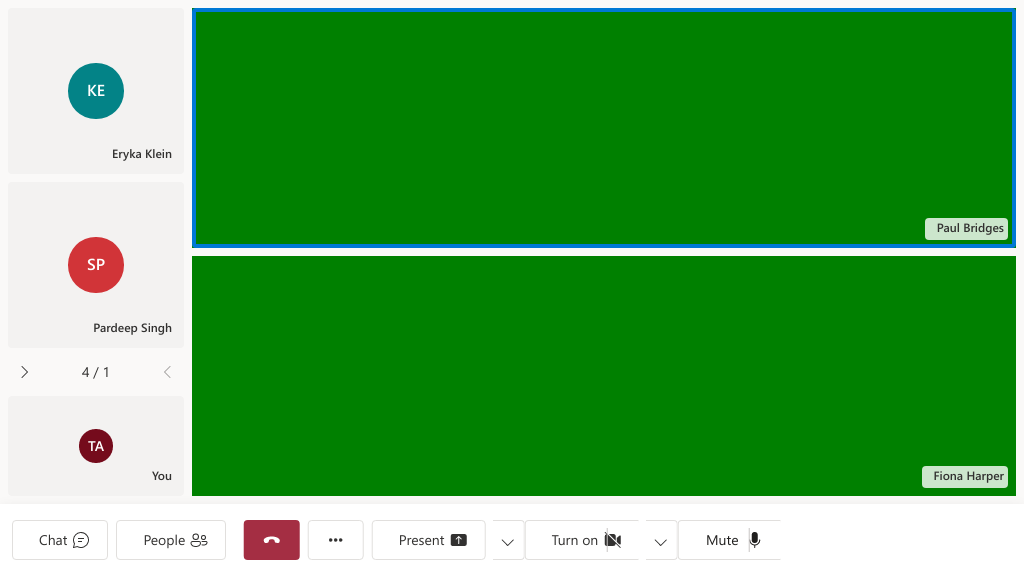 KE
Eryka Klein
SP
Pardeep Singh
4 / 1
TA
You
Paul Bridges
Fiona Harper
Chat
People
Present
Turn on
Mute